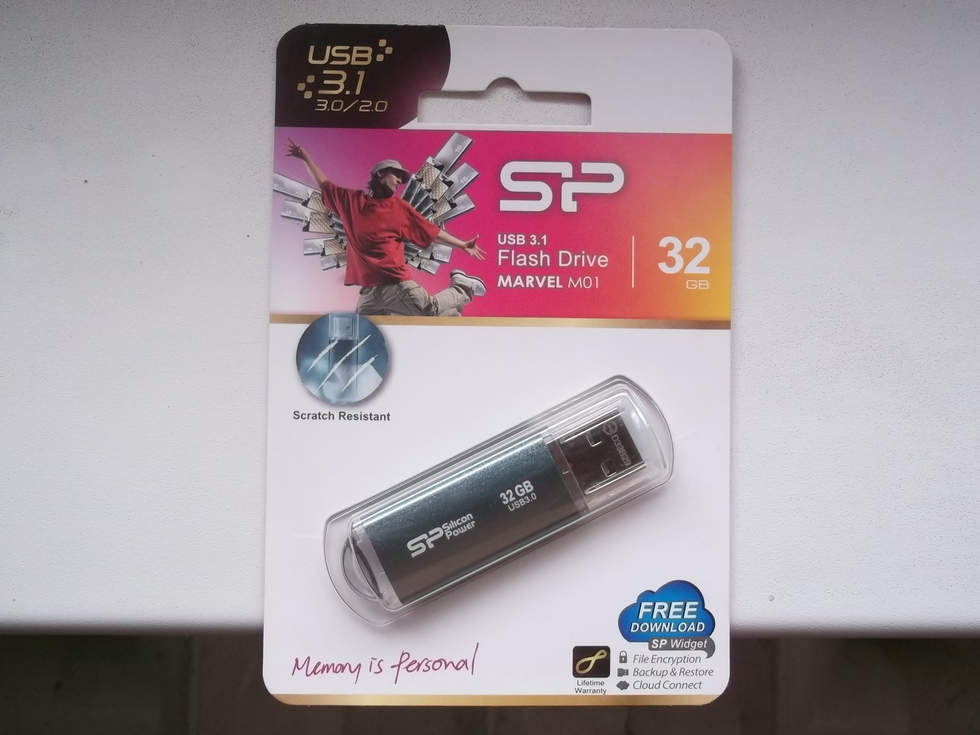 USB
3.1
3.0/2.0
SP
USB 3.1
Flash Drive
MARVEL M01
32
GB
Scratch Resistant
32GB
USB3.0
SP Silicon
Power
FREE
DOWNLOAD
SP Widget
File Encryption
Backup & Restore
Cloud Connect
Lifetime
Warranty
Memory is personal